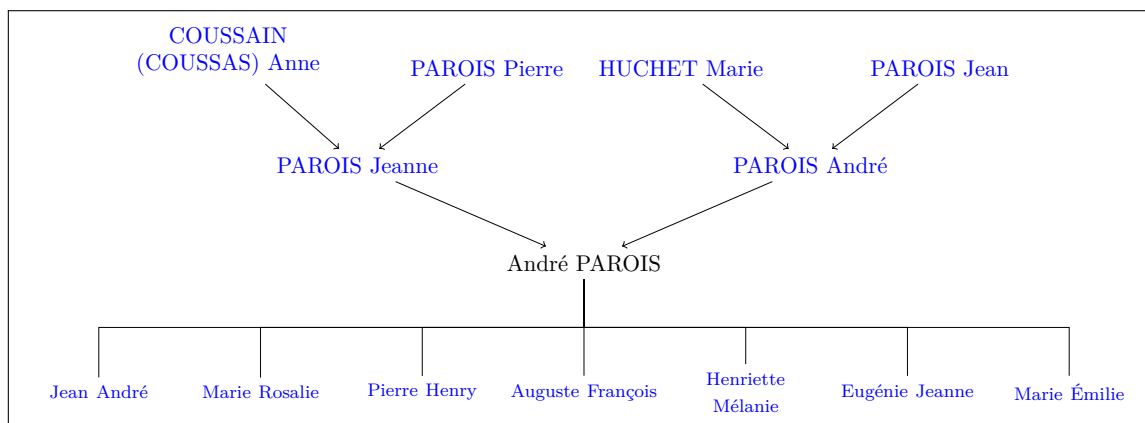 COUSSAIN
(COUSSAS) Anne
PAROIS Pierre
HUCHET Marie
PAROIS Jean
PAROIS Jeanne
PAROIS André
André PAROIS
Jean André
Marie Rosalie
Pierre Henry
Auguste François
Henriette
Mélanie
Eugénie Jeanne
Marie Émilie